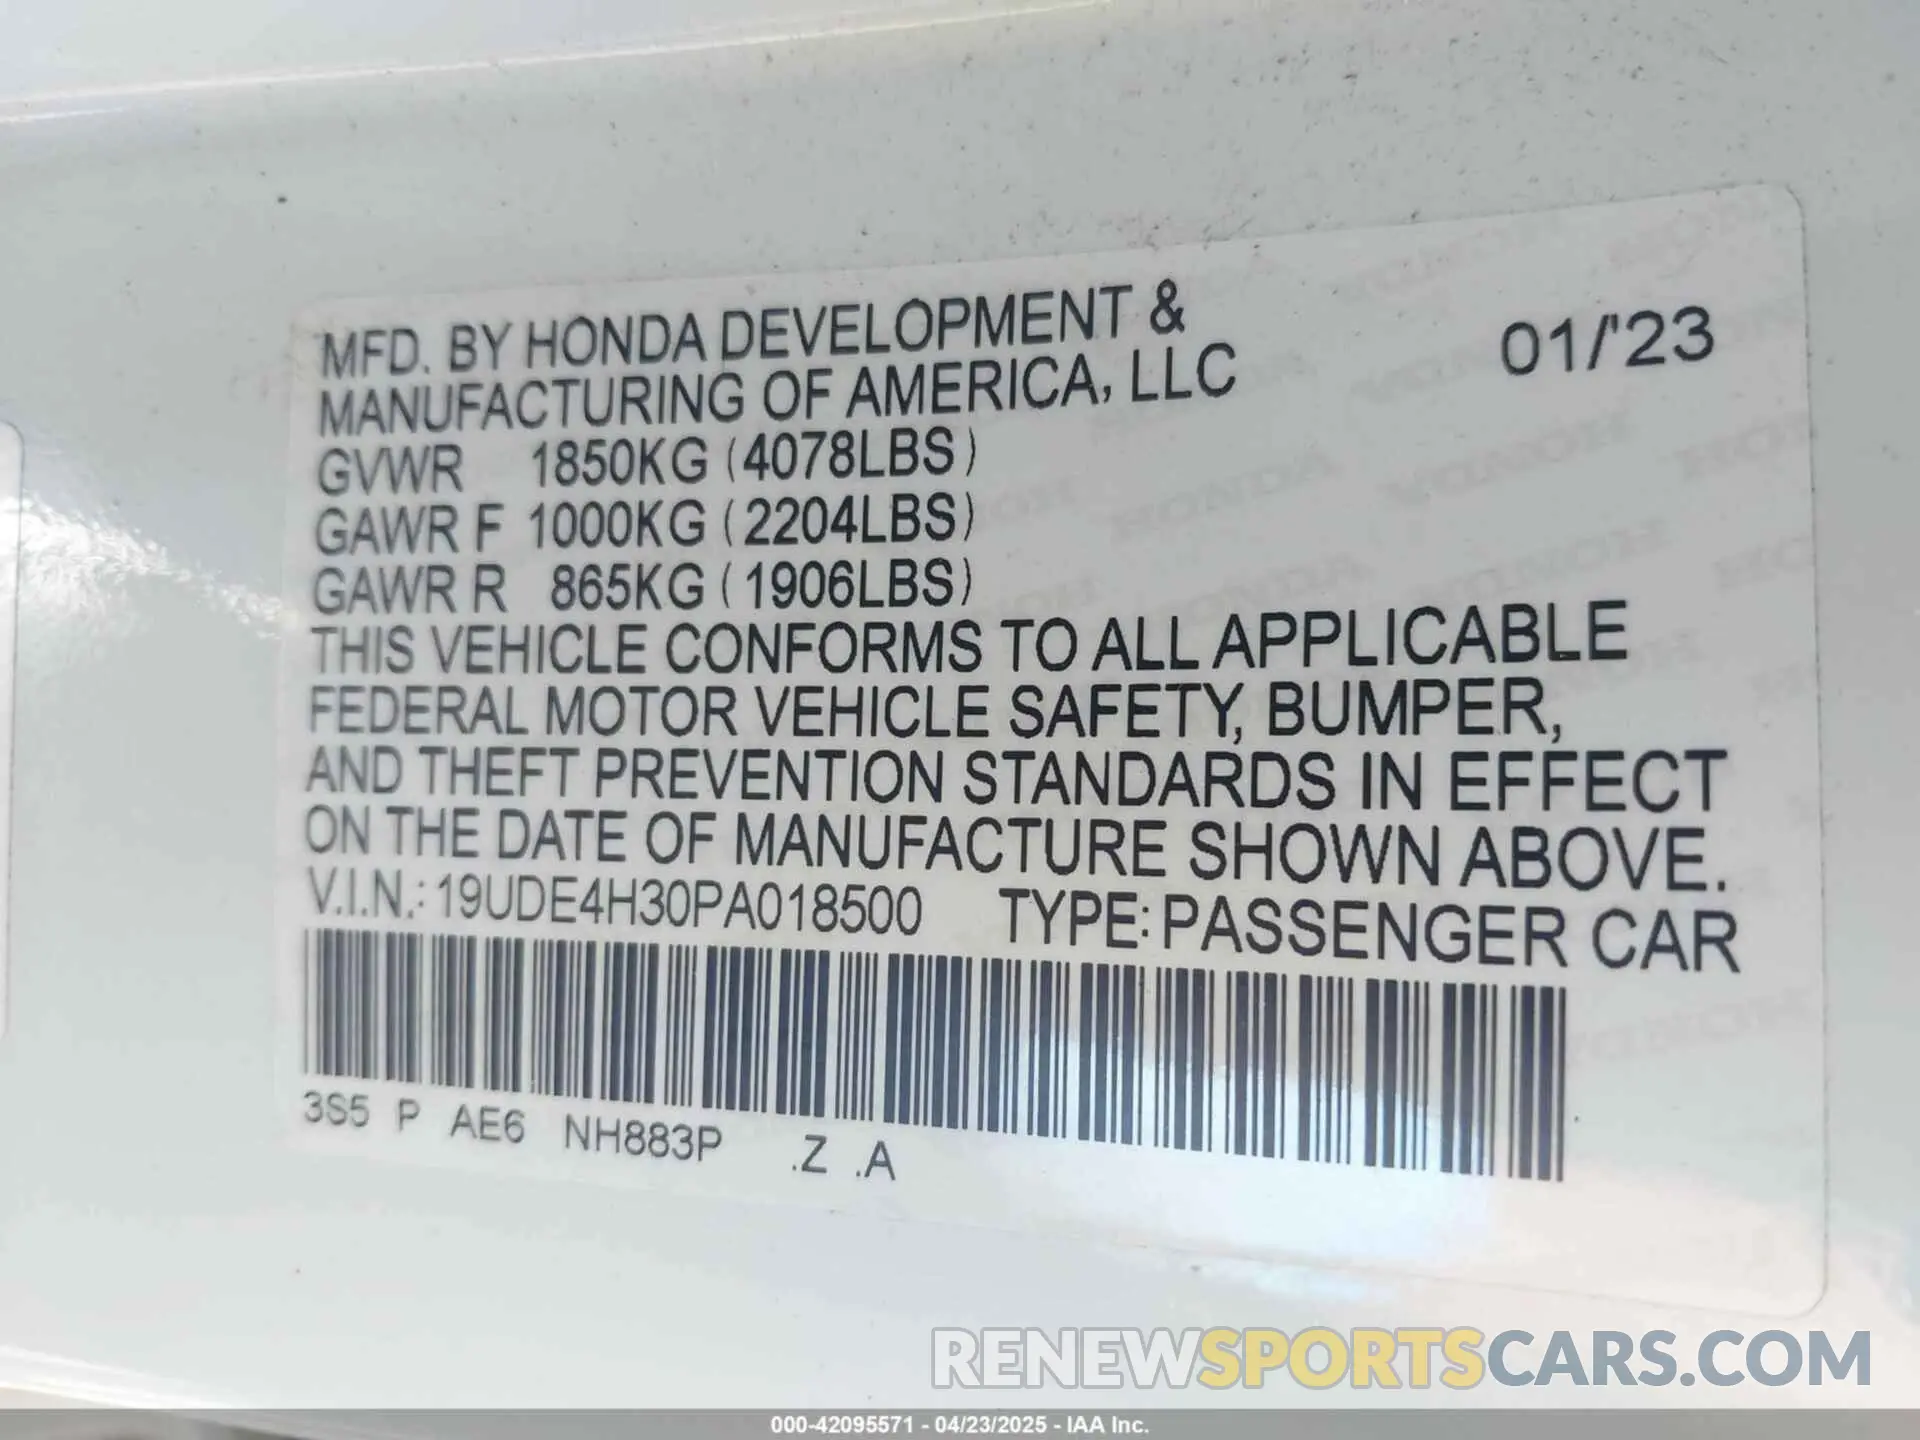 MFD. BY HONDA DEVELOPMENT & 01/'23
MANUFACTURING OF AMERICA, LLC
GVWR 1850KG (4078LBS)
GAWR F 1000KG (2204LBS)
GAWR R 865KG (1906LBS)
THIS VEHICLE CONFORMS TO ALL APPLICABLE
FEDERAL MOTOR VEHICLE SAFETY, BUMPER,
AND THEFT PREVENTION STANDARDS IN EFFECT
ON THE DATE OF MANUFACTURE SHOWN ABOVE.
V.I.N.: 19UDE4H30PA018500 TYPE: PASSENGER CAR
3S5 P AE6 NH883P .Z .A
RENEWSPORTSCARS.COM
000-42095571 - 04/23/2025 - IAA Inc.